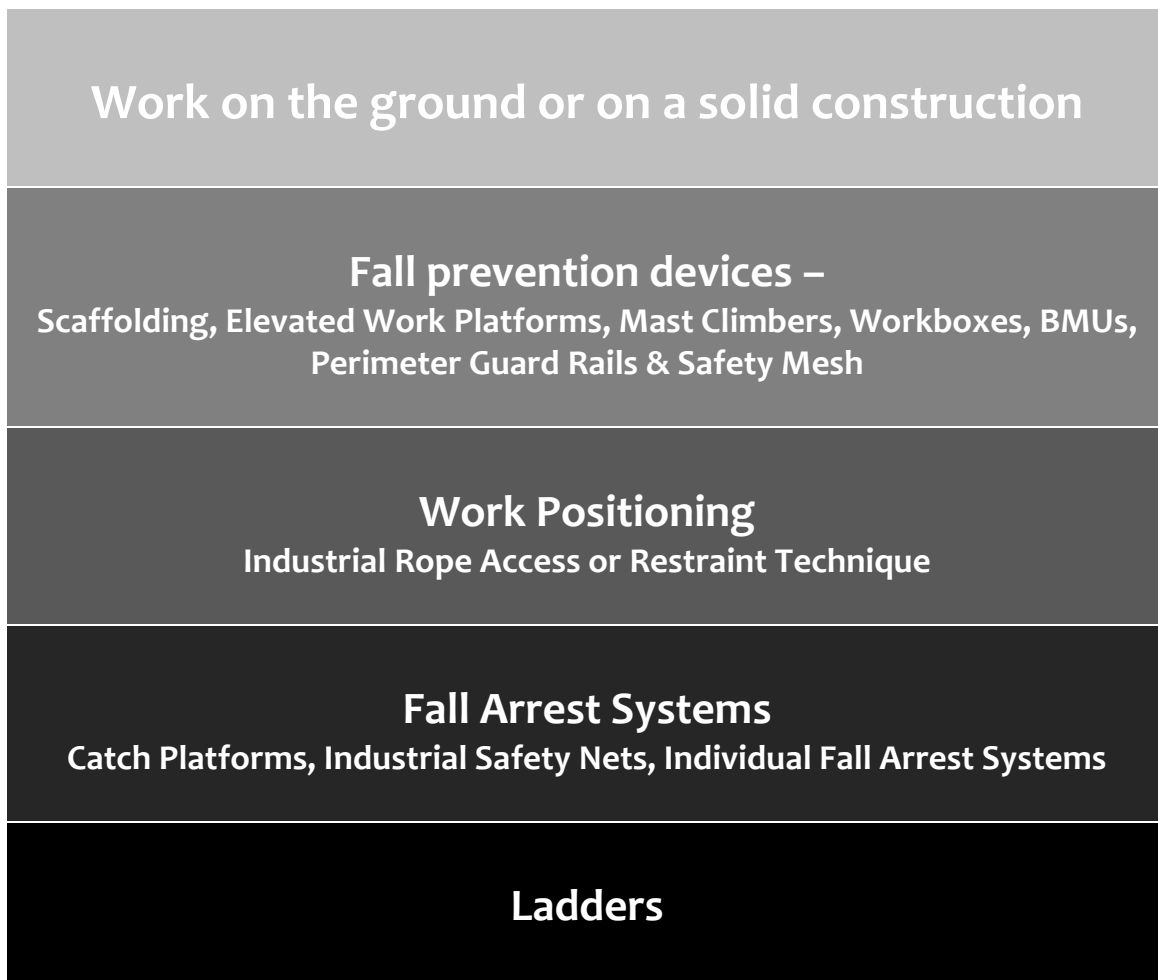 Work on the ground or on a solid construction
Fall prevention devices –
Scaffolding, Elevated Work Platforms, Mast Climbers, Workboxes, BMUs,
Perimeter Guard Rails & Safety Mesh
Work Positioning
Industrial Rope Access or Restraint Technique
Fall Arrest Systems
Catch Platforms, Industrial Safety Nets, Individual Fall Arrest Systems
Ladders